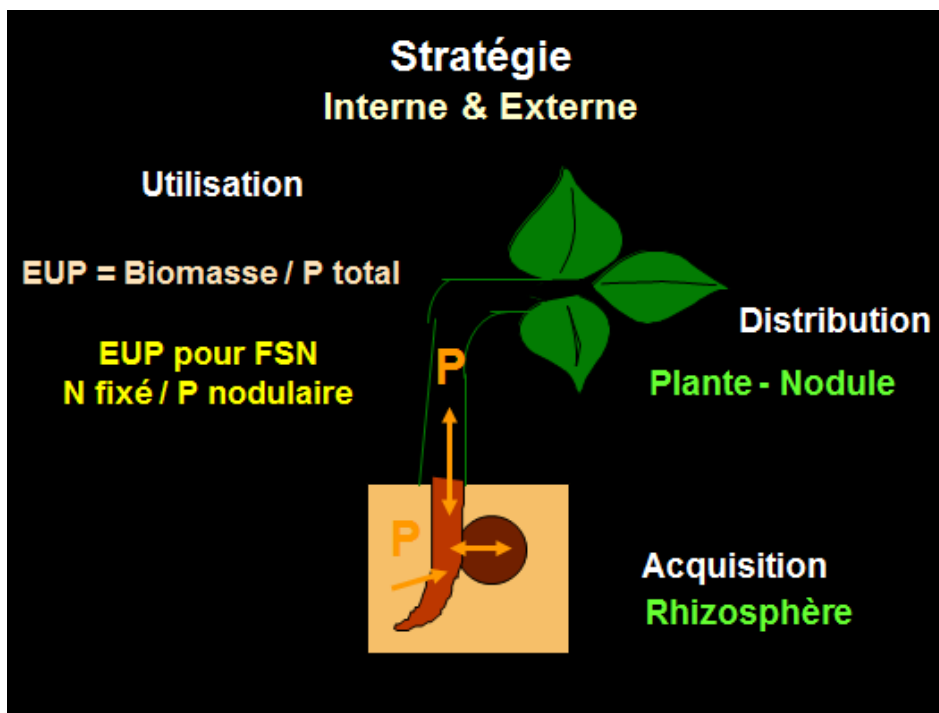 Stratégie
Interne & Externe
Utilisation
EUP = Biomasse / P total
EUP pour FSN
N fixé / P nodulaire
P
Distribution
Plante - Nodule
P
Acquisition
Rhizosphère